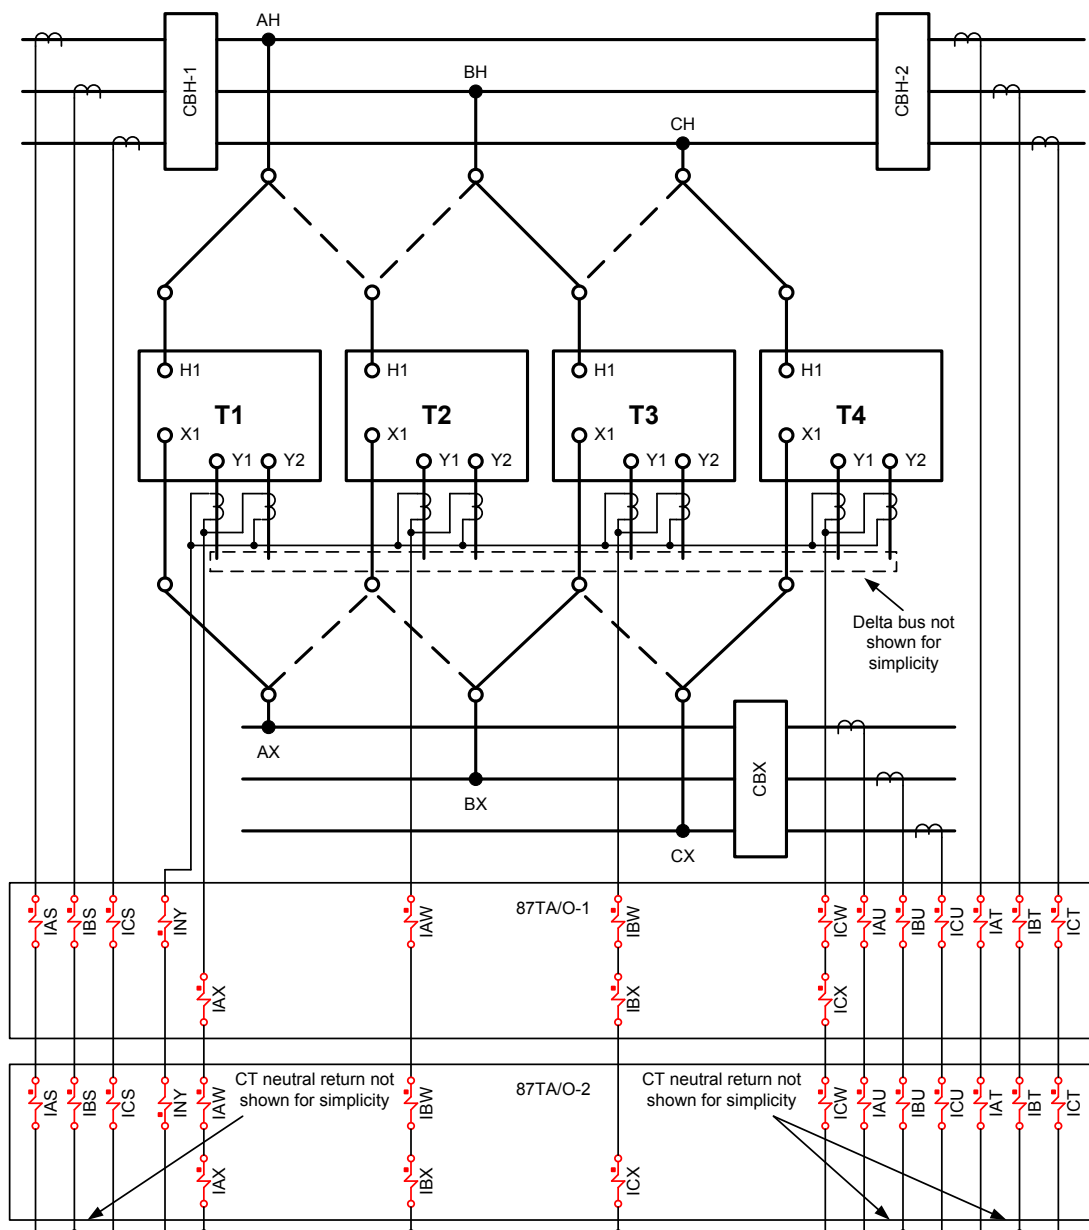 AH
BH
CH
CBH-1
CBH-2
H1
H1
H1
H1
T1
T2
T3
T4
X1
X1
X1
X1
Y1
Y2
Y1
Y2
Y1
Y2
Y1
Y2
Delta bus not
shown for
simplicity
AX
BX
CX
CBX
87TA/O-1
IAS
IBS
ICS
INY
IAW
IBW
ICW
IAU
IBU
ICU
IAT
IBT
ICT
IAX
IBX
ICX
87TA/O-2
CT neutral return not
shown for simplicity
CT neutral return not
shown for simplicity
IAS
IBS
ICS
INY
IAW
IBW
ICW
IAU
IBU
ICU
IAT
IBT
ICT
IAX
IBX
ICX